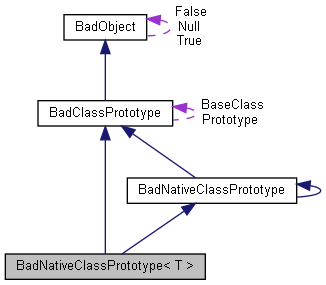 False
BadObject
Null
True
BadClassPrototype
BaseClass
Prototype
BadNativeClassPrototype
BadNativeClassPrototype< T >